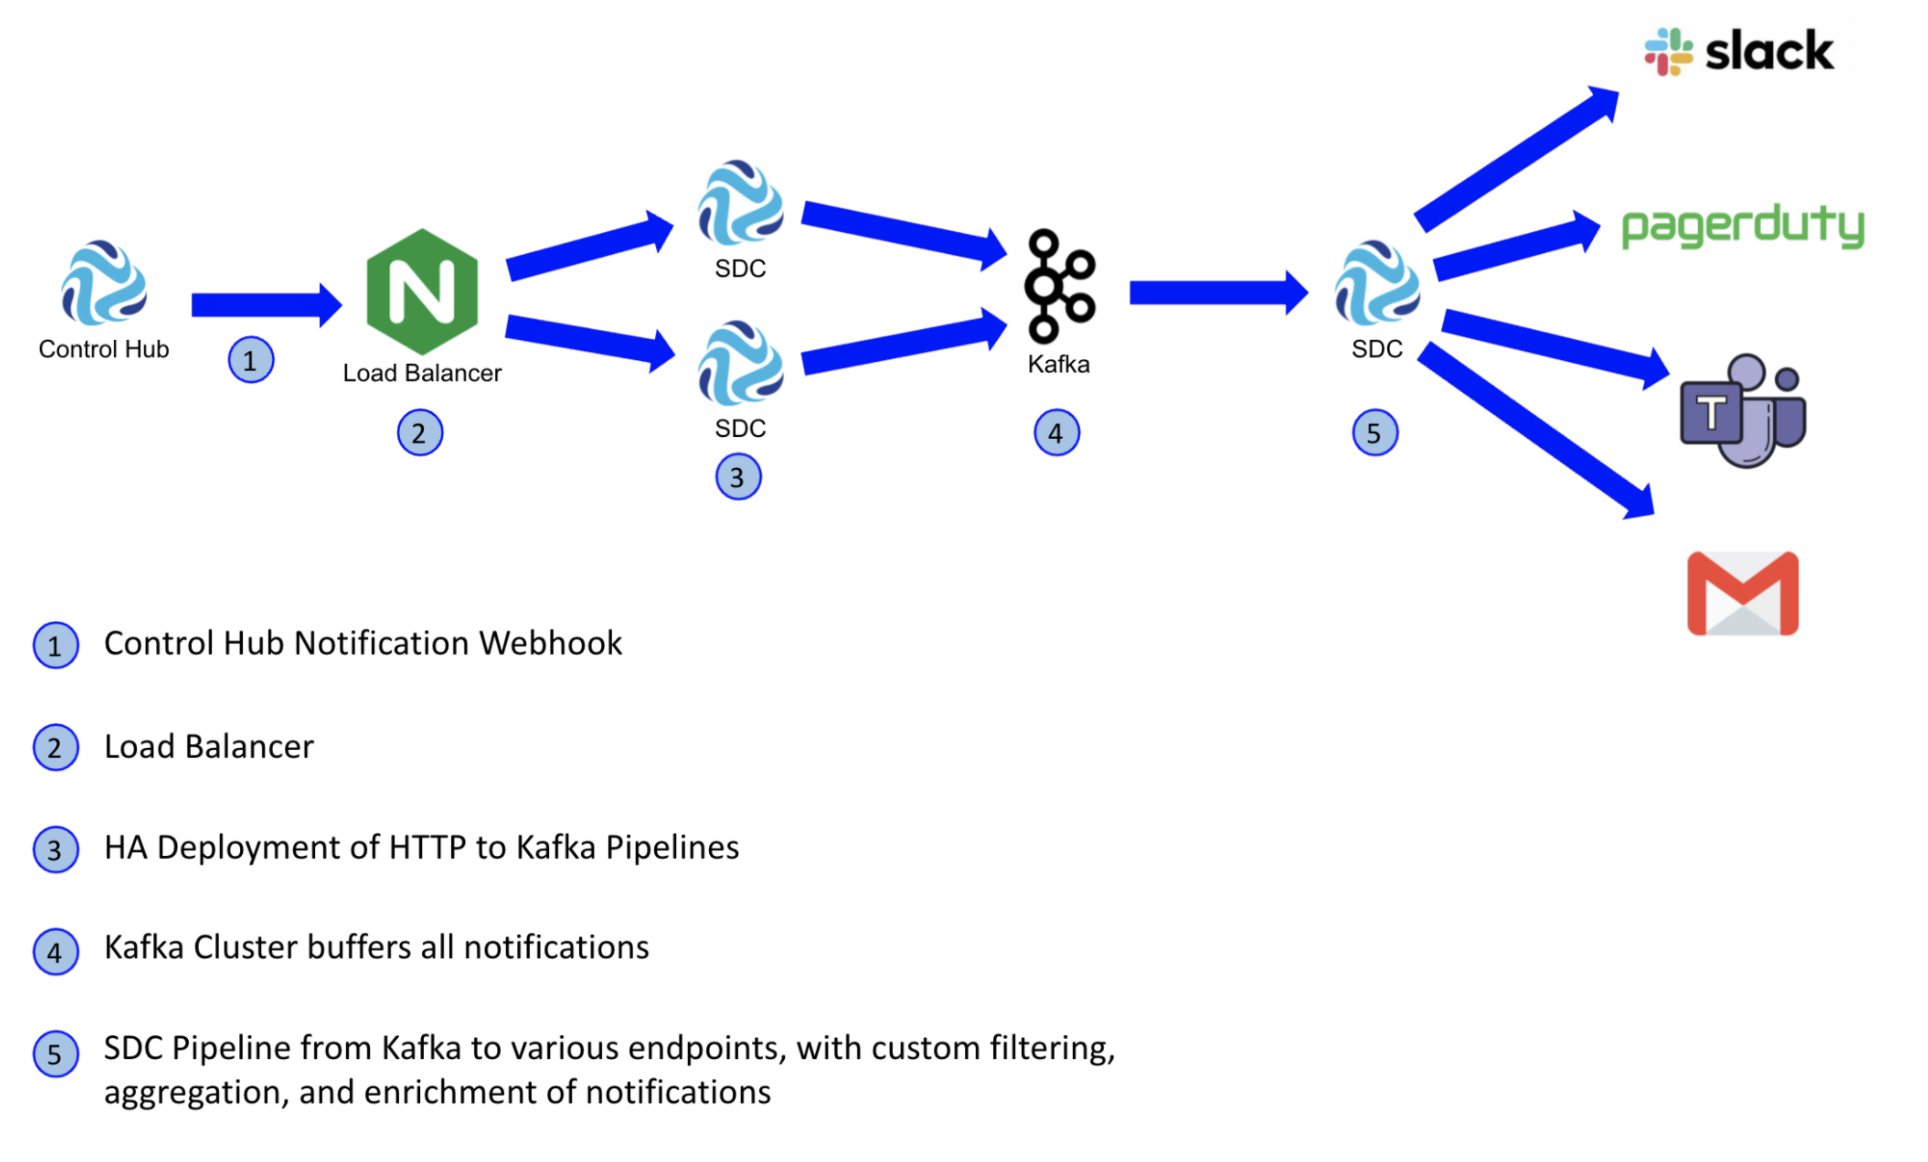 slack
pagerduty
SDC
Control Hub
1
N
Load Balancer
2
SDC
3
Kafka
4
SDC
5
T
1 Control Hub Notification Webhook
2 Load Balancer
3 HA Deployment of HTTP to Kafka Pipelines
4 Kafka Cluster buffers all notifications
5 SDC Pipeline from Kafka to various endpoints, with custom filtering,
aggregation, and enrichment of notifications